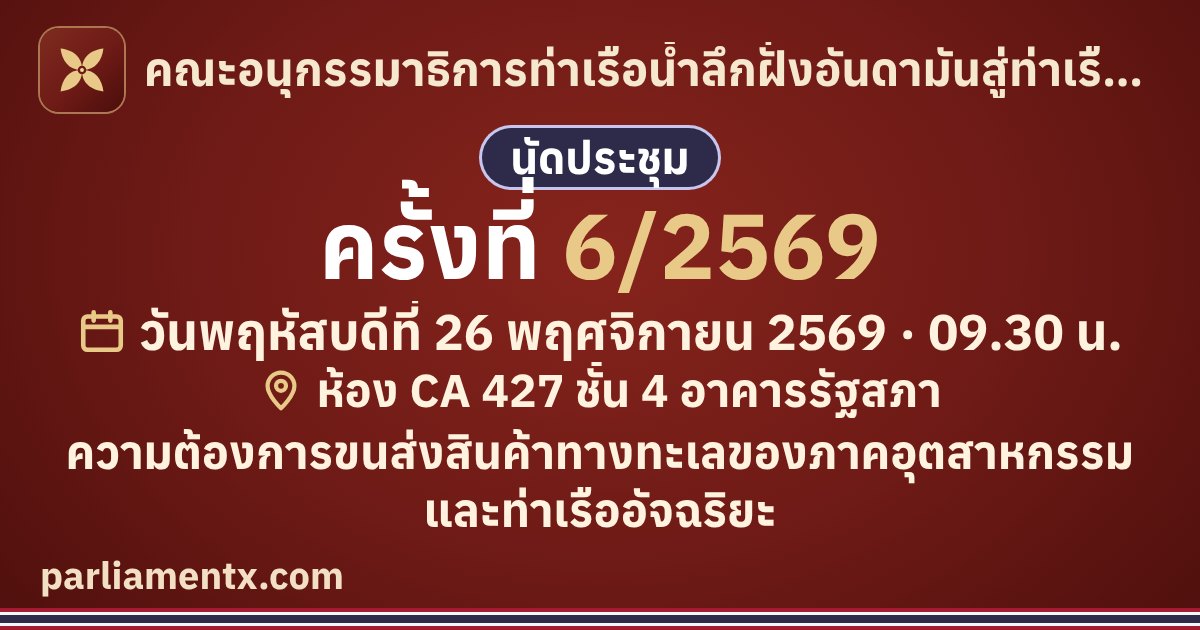 คณะอนุกรรมาธิการท่าเรือน้ำลึกฝั่งอันดามันสู่ท่าเรื...
นัดประชุม
ครั้งที่ 6/2569
วันพฤหัสบดีที่ 26 พฤศจิกายน 2569 · 09.30 น.
ห้อง CA 427 ชั้น 4 อาคารรัฐสภา
ความต้องการขนส่งสินค้าทางทะเลของภาคอุตสาหกรรม
และท่าเรืออัจฉริยะ
parliamentx.com